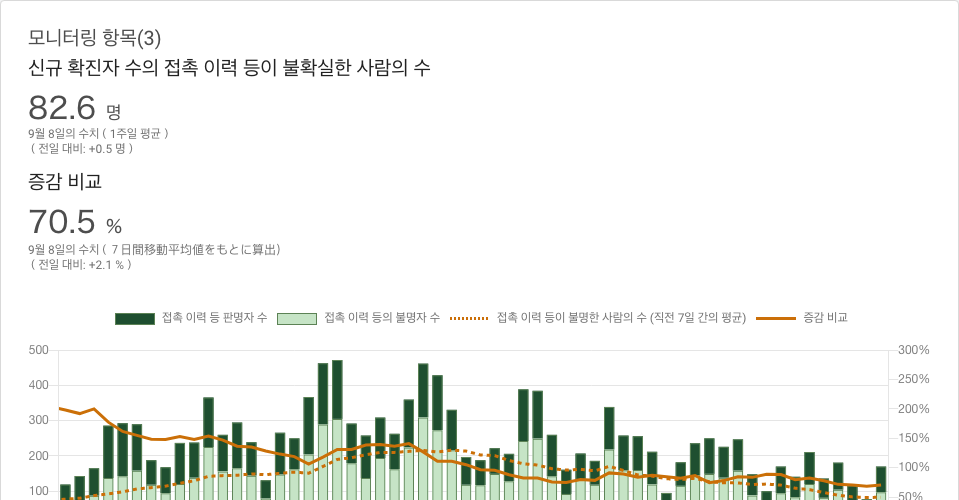 모니터링 항목(3)
신규 확진자 수의 접촉 이력 등이 불확실한 사람의 수
82.6 명
9월 8일의 수치 ( 1주일 평균 )
( 전일 대비: +0.5 명 )
증감 비교
70.5 %
9월 8일의 수치 ( 7日間移動平均値をもとに算出)
( 전일 대비: +2.1 % )
접촉 이력 등 판명자 수 접촉 이력 등의 불명자 수 접촉 이력 등이 불명한 사람의 수 (직전 7일 간의 평균) 증감 비교
500 300%
250%
400
200%
300
150%
200
100%
100
50%